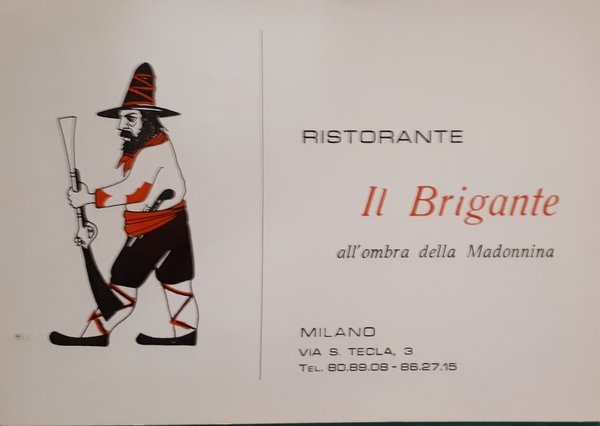 RISTORANTE
Il Brigante
all'ombra della Madonnina
MILANO
VIA S. TECLA, 3
TEL. 80.89.08 - 86.27.15